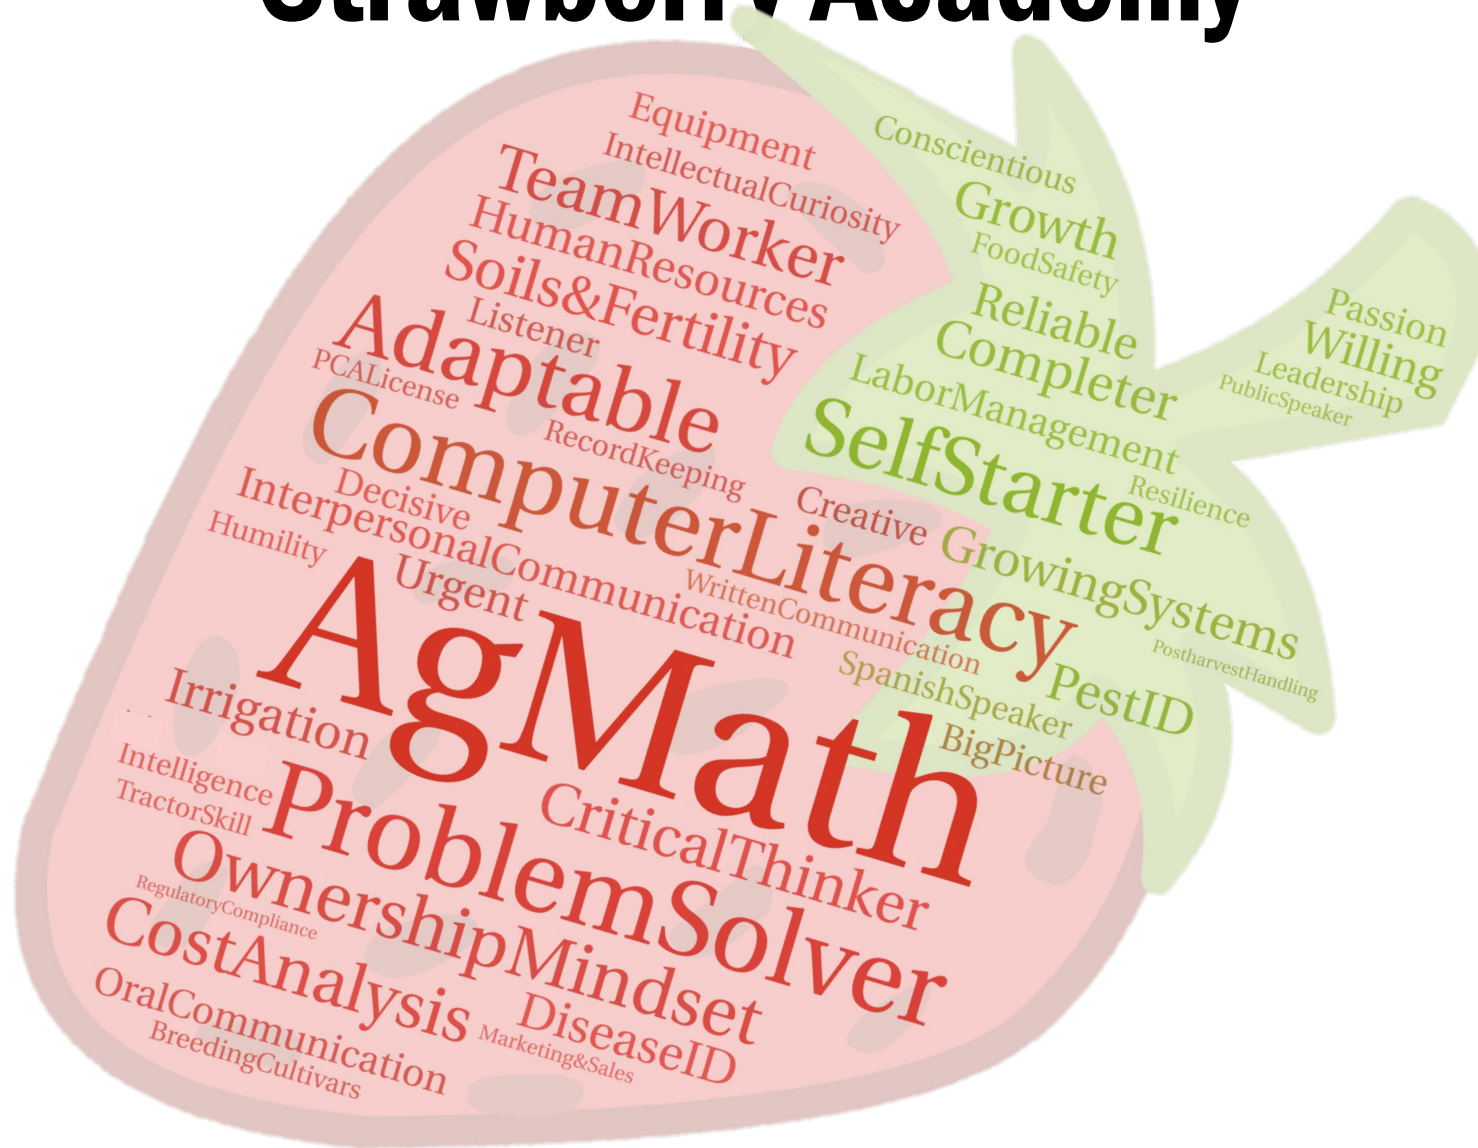 Strawberry Academy
Equipment
Conscientious
IntellectualCuriosity
TeamWorker
Growth
HumanResources
FoodSafety
Soils&Fertility
Reliable
Passion
Listener
Completer
Willing
Adaptable
LaborManagement
Leadership
PCALicense
PublicSpeaker
SelfStarter
RecordKeeping
ComputerLiteracy
Resilience
Decisive
Creative
InterpersonalCommunication
GrowingSystems
Humility
Urgent
WrittenCommunication
PostharvestHandling
SpanishSpeaker
PestID
AgMath
BigPicture
Irrigation
Intelligence
CriticalThinker
TractorSkill
ProblemSolver
OwnershipMindset
RegulatoryCompliance
CostAnalysis
DiseaseID
OralCommunication
Marketing&Sales
BreedingCultivars